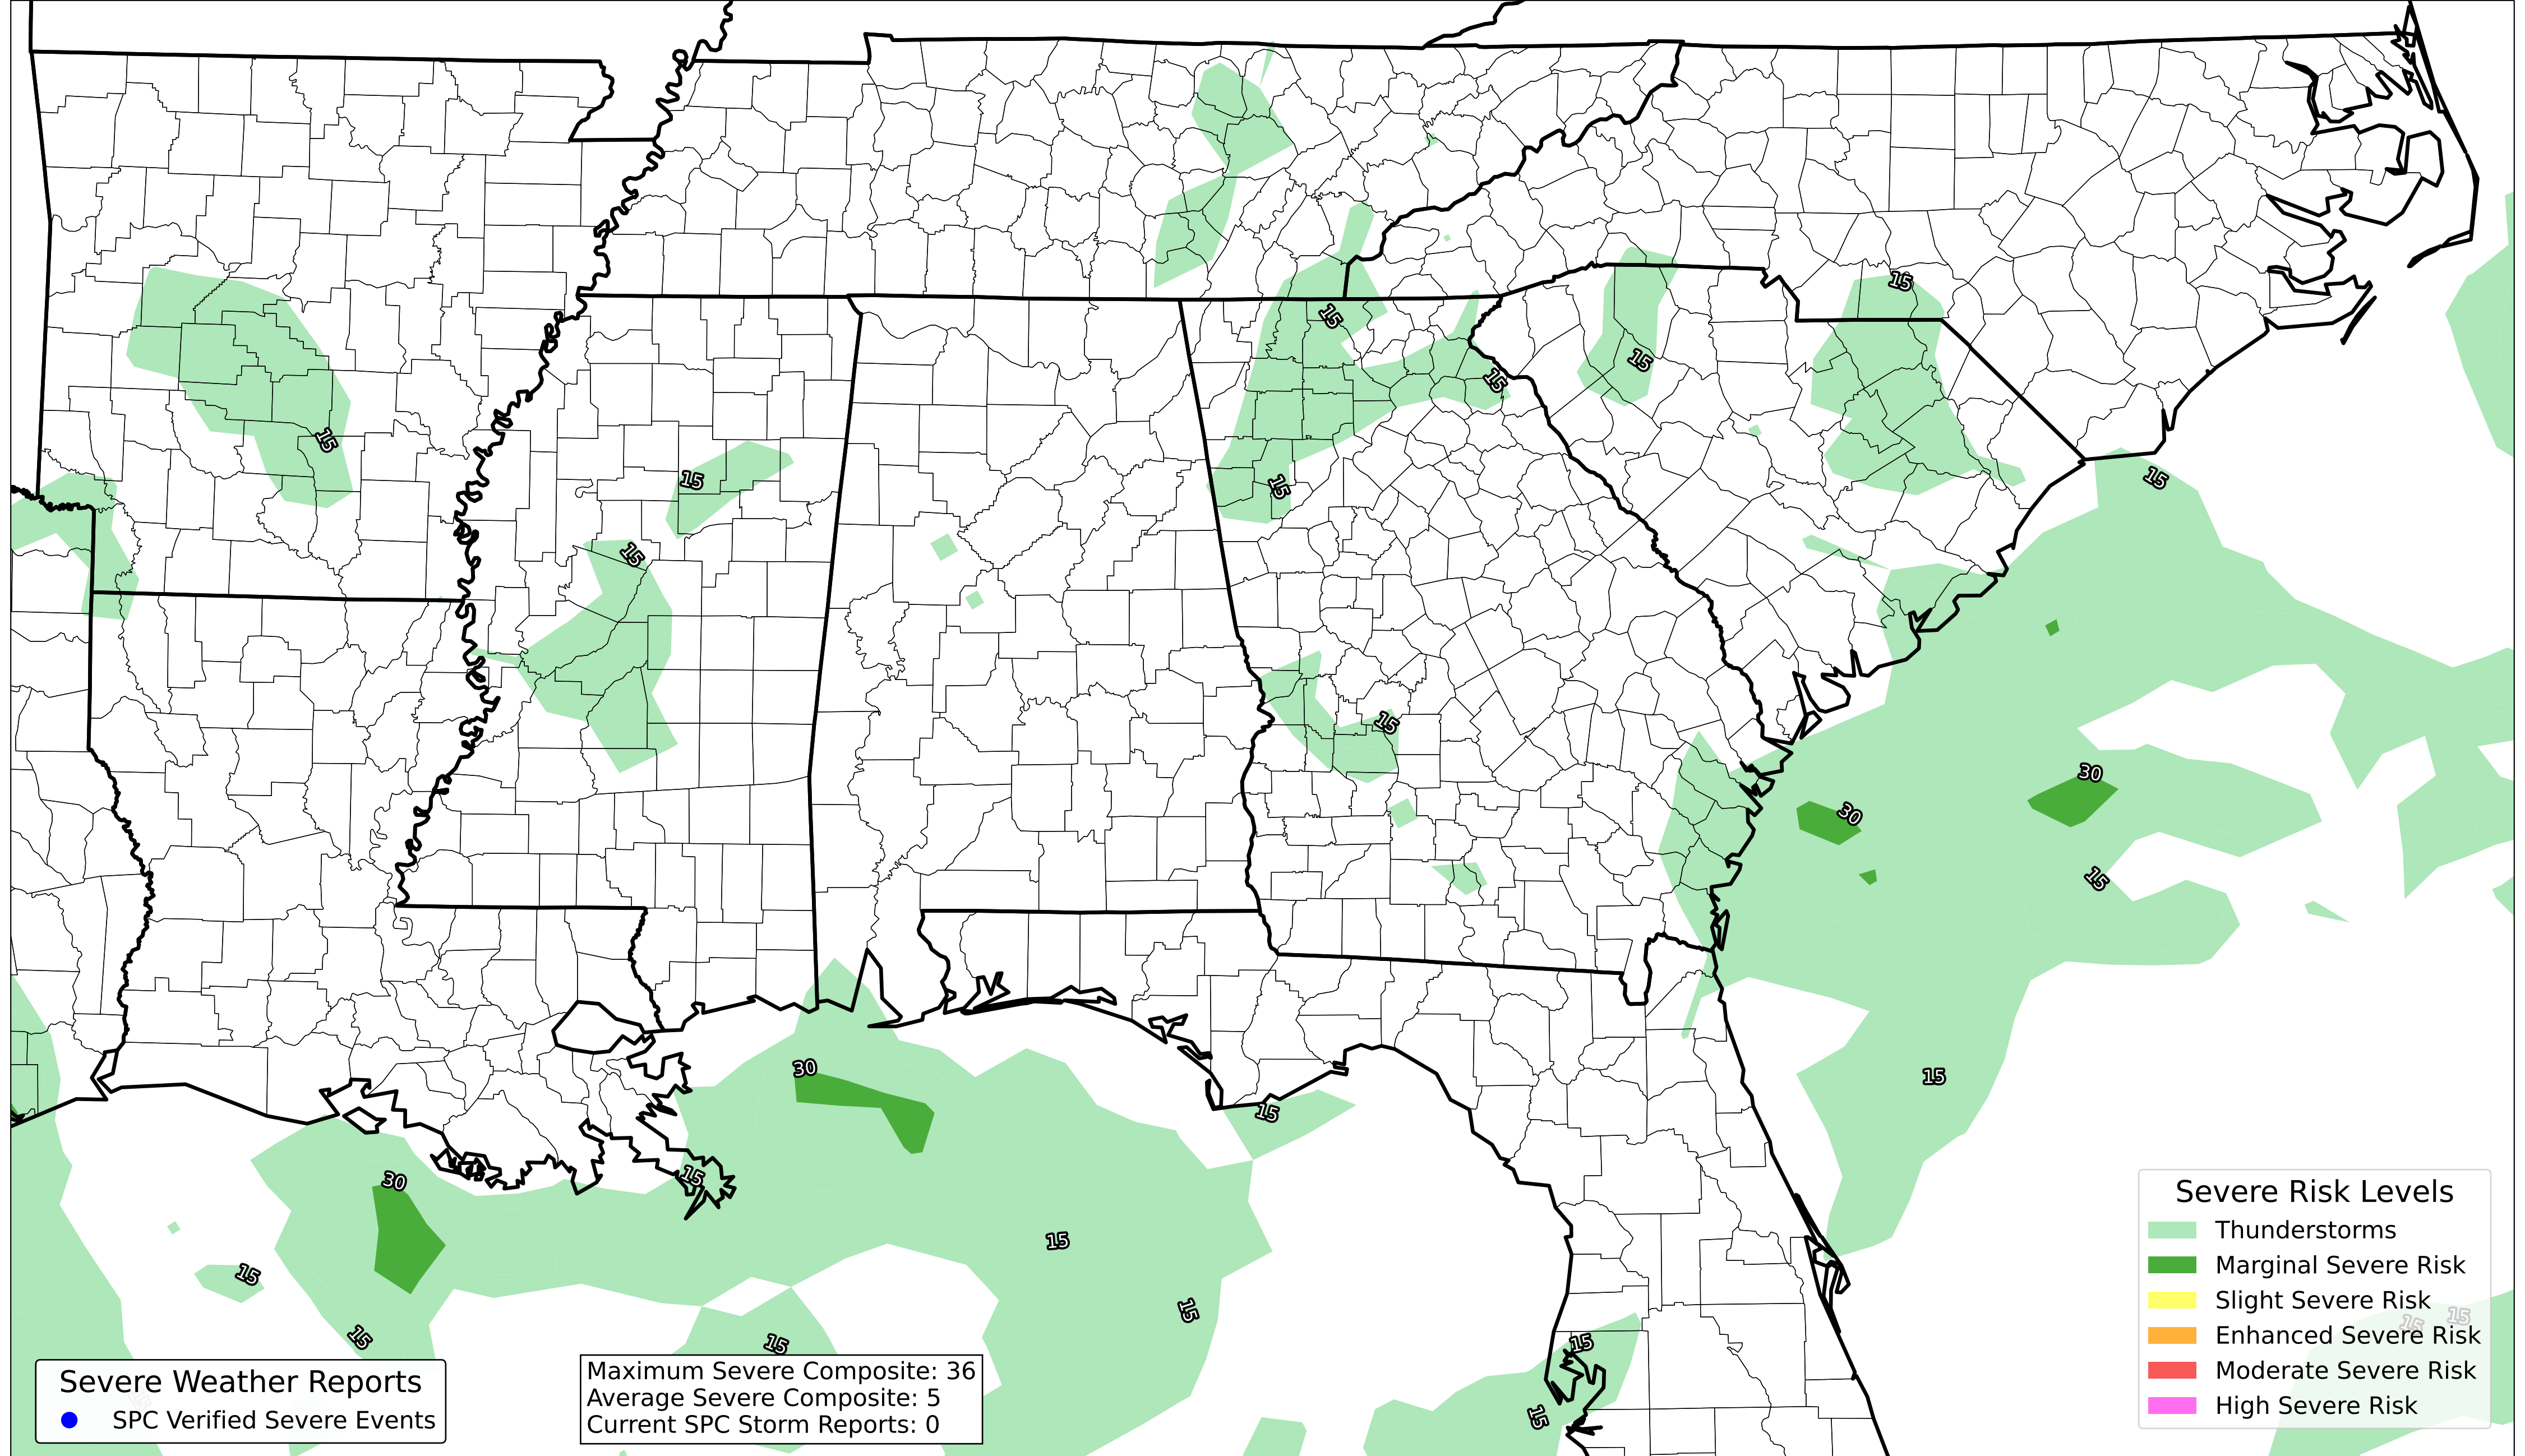 15
15
15
15
15
15
15
15
15
15
30
30
15
30
15
15
15
30
15
15
15
15
15
15
15
15
15
Severe Risk Levels
Thunderstorms
Marginal Severe Risk
Slight Severe Risk
Enhanced Severe Risk
Moderate Severe Risk
High Severe Risk
Severe Weather Reports
SPC Verified Severe Events
Maximum Severe Composite: 36
Average Severe Composite: 5
Current SPC Storm Reports: 0